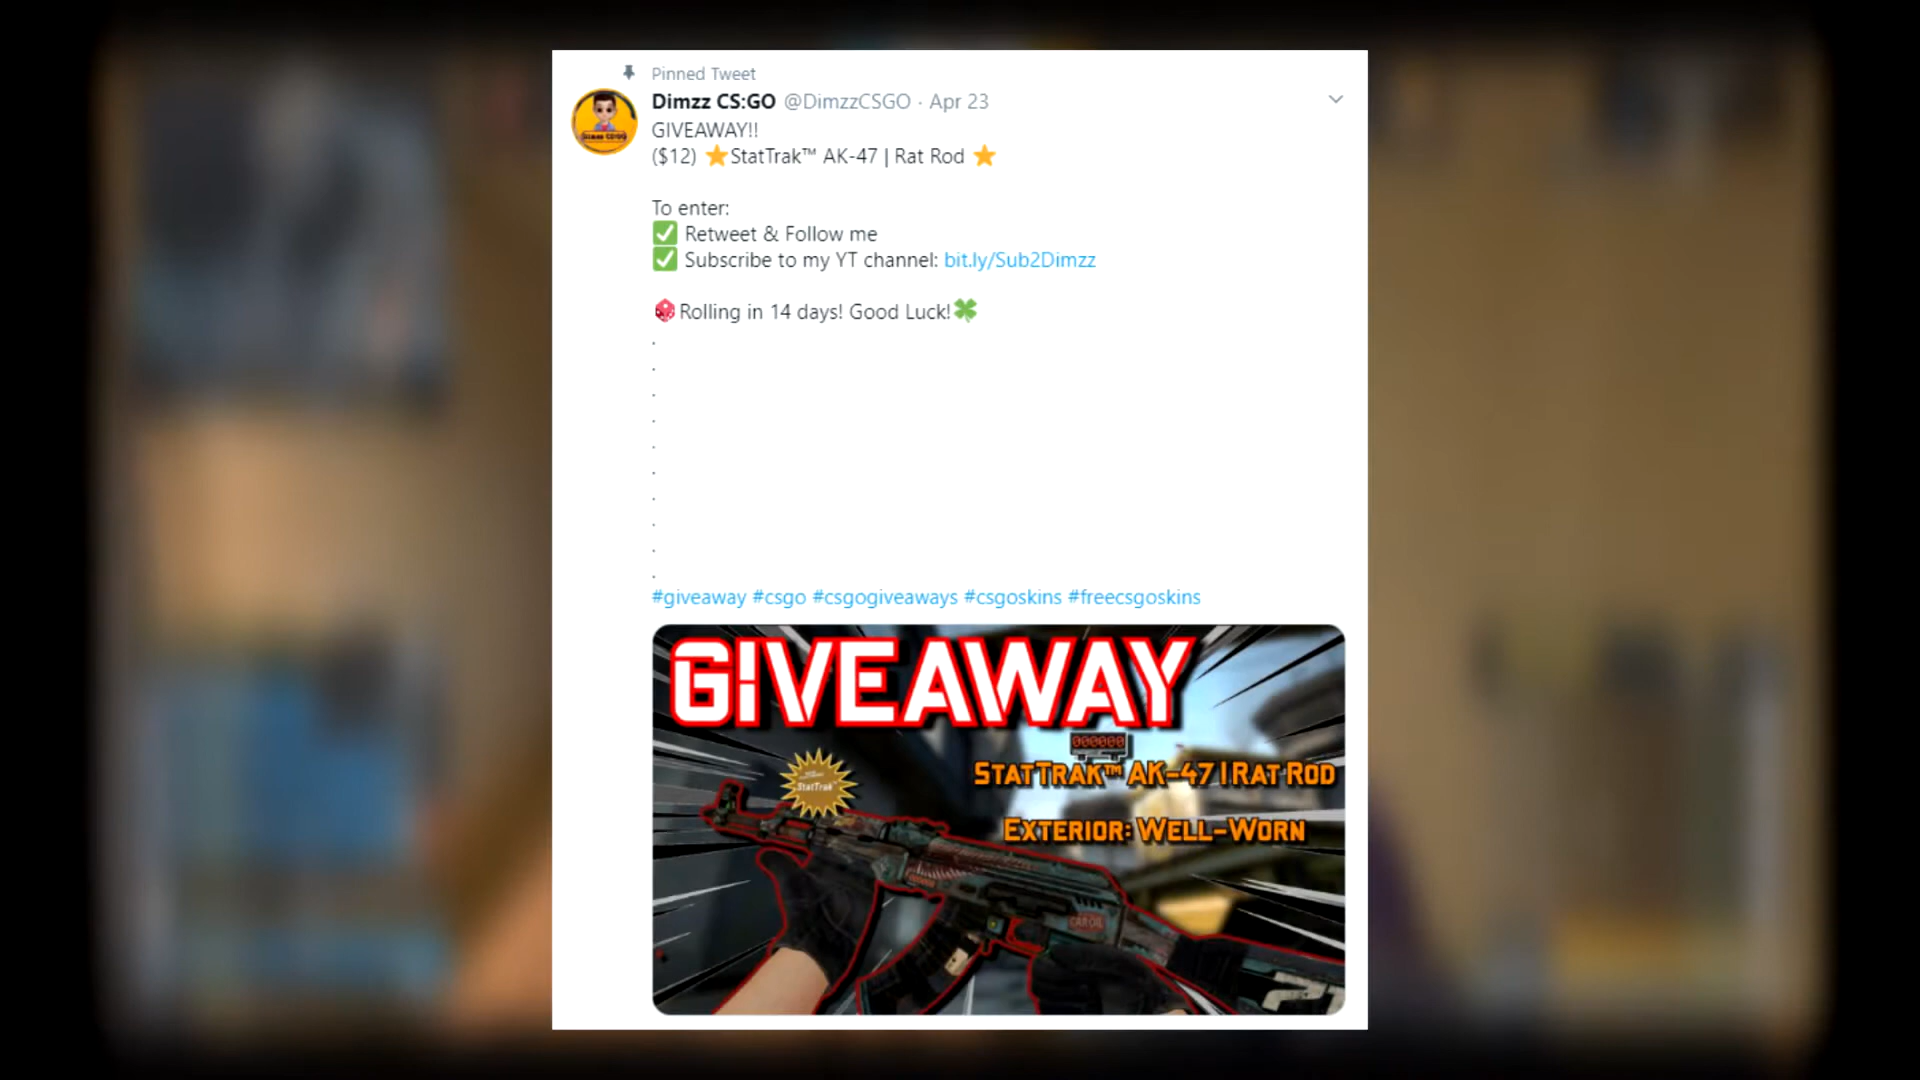 Pinned Tweet
Dimzz CS:GO @DimzzCSGO · Apr 23
GIVEAWAY!!
($12) ⭐StatTrak™ AK-47 | Rat Rod ⭐
To enter:
✅ Retweet & Follow me
✅ Subscribe to my YT channel: bit.ly/Sub2Dimzz
🎲Rolling in 14 days! Good Luck!🍀
.
.
.
.
.
.
.
.
.
.
#giveaway #csgo #csgogiveaways #csgoskins #freecsgoskins
GIVEAWAY
StatTrak™ AK-47 | Rat Rod
StatTrak™
Exterior: Well-Worn